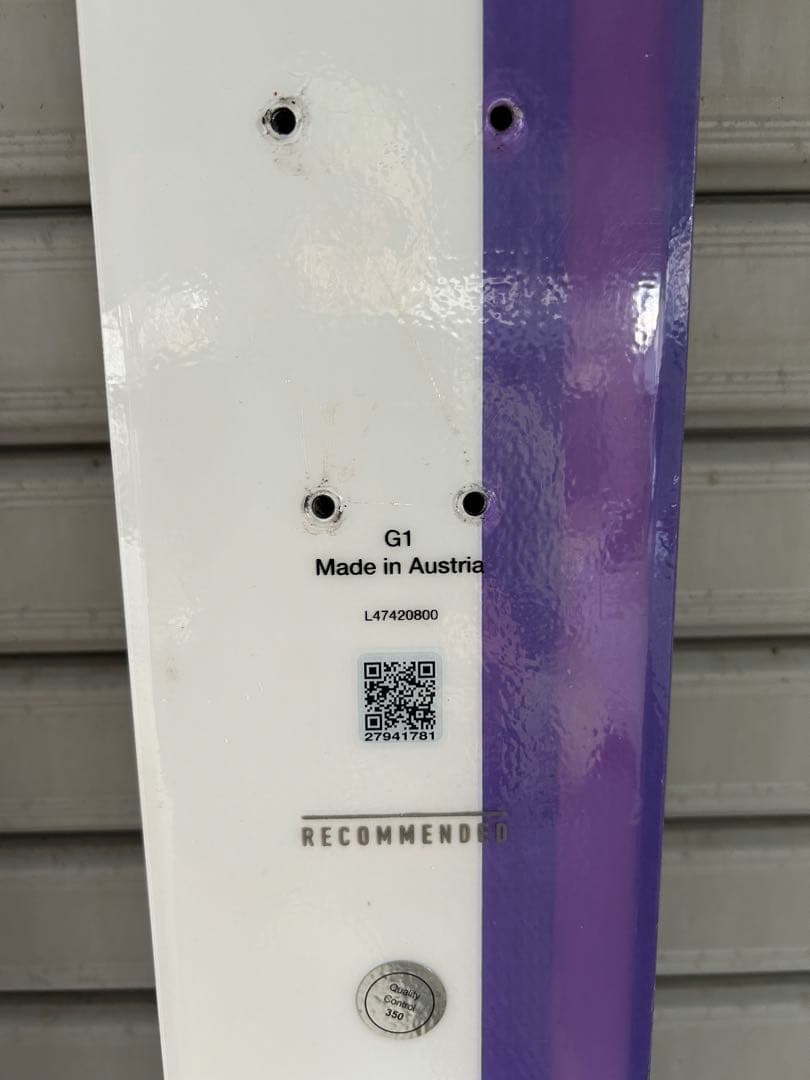 G1
Made in Austria
L47420800
27941781
RECOMMENDED
Quality
Control
350